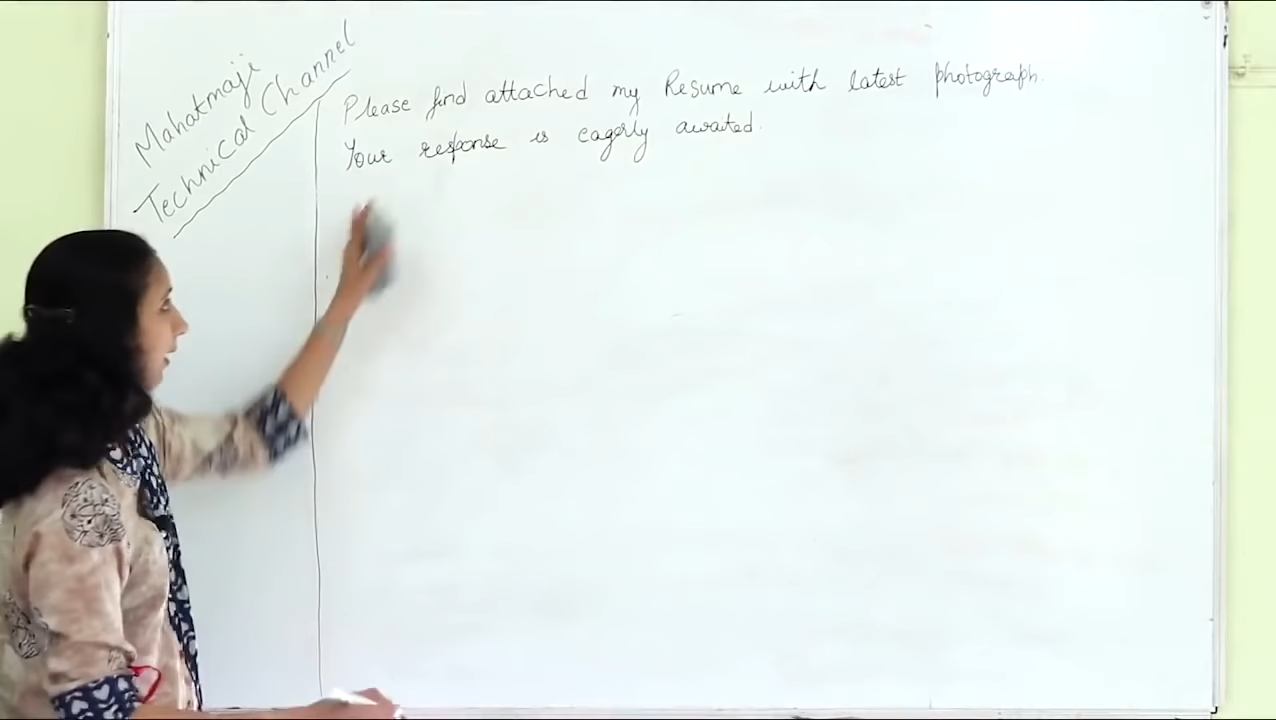 Mahatmaji
Technical Channel
Please find attached my Resume with latest photograph.
Your response is eagerly awaited.